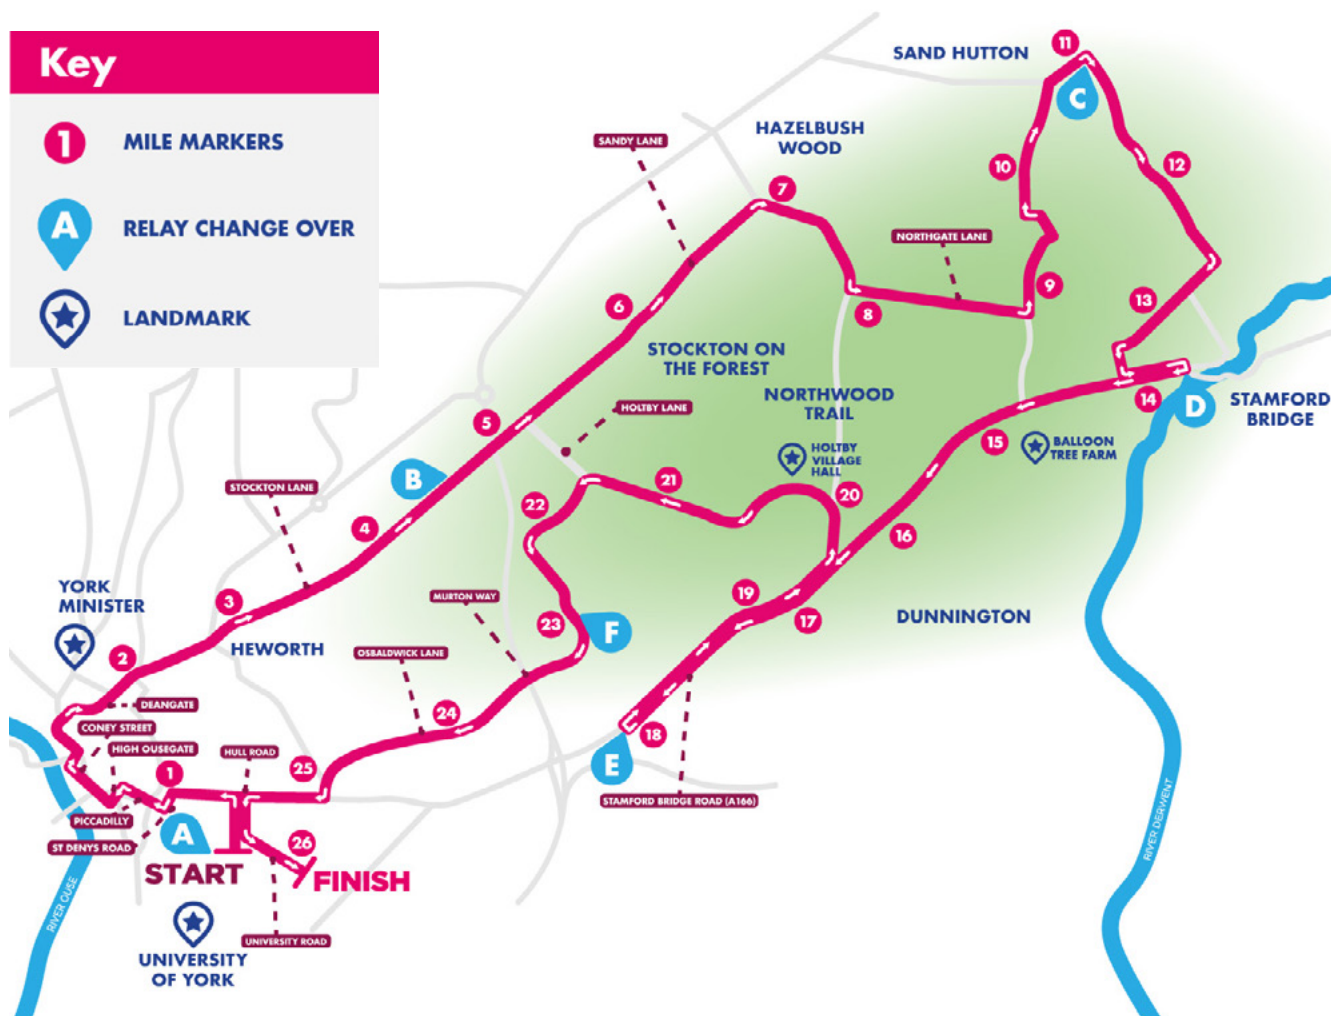 Key
1
MILE MARKERS
A
RELAY CHANGE OVER
LANDMARK
SAND HUTTON
11
C
HAZELBUSH
WOOD
SANDY LANE
12
10
7
NORTHGATE LANE
9
13
6
8
STOCKTON ON
THE FOREST
NORTHWOOD
TRAIL
14
D
STAMFORD
BRIDGE
HOLTBY LANE
5
15
BALLOON
TREE FARM
HOLTBY
VILLAGE
HALL
B
STOCKTON LANE
21
20
22
4
16
YORK
MINISTER
3
MURTON WAY
19
17
DUNNINGTON
23
F
HEWORTH
2
OSBALDWICK LANE
DEANGATE
24
CONEY STREET
HIGH OUSEGATE
HULL ROAD
18
25
1
E
STAMFORD BRIDGE ROAD (A166)
PICCADILLY
A
ST DENYS ROAD
26
START
FINISH
RIVER OUSE
RIVER DERWENT
UNIVERSITY ROAD
UNIVERSITY
OF YORK